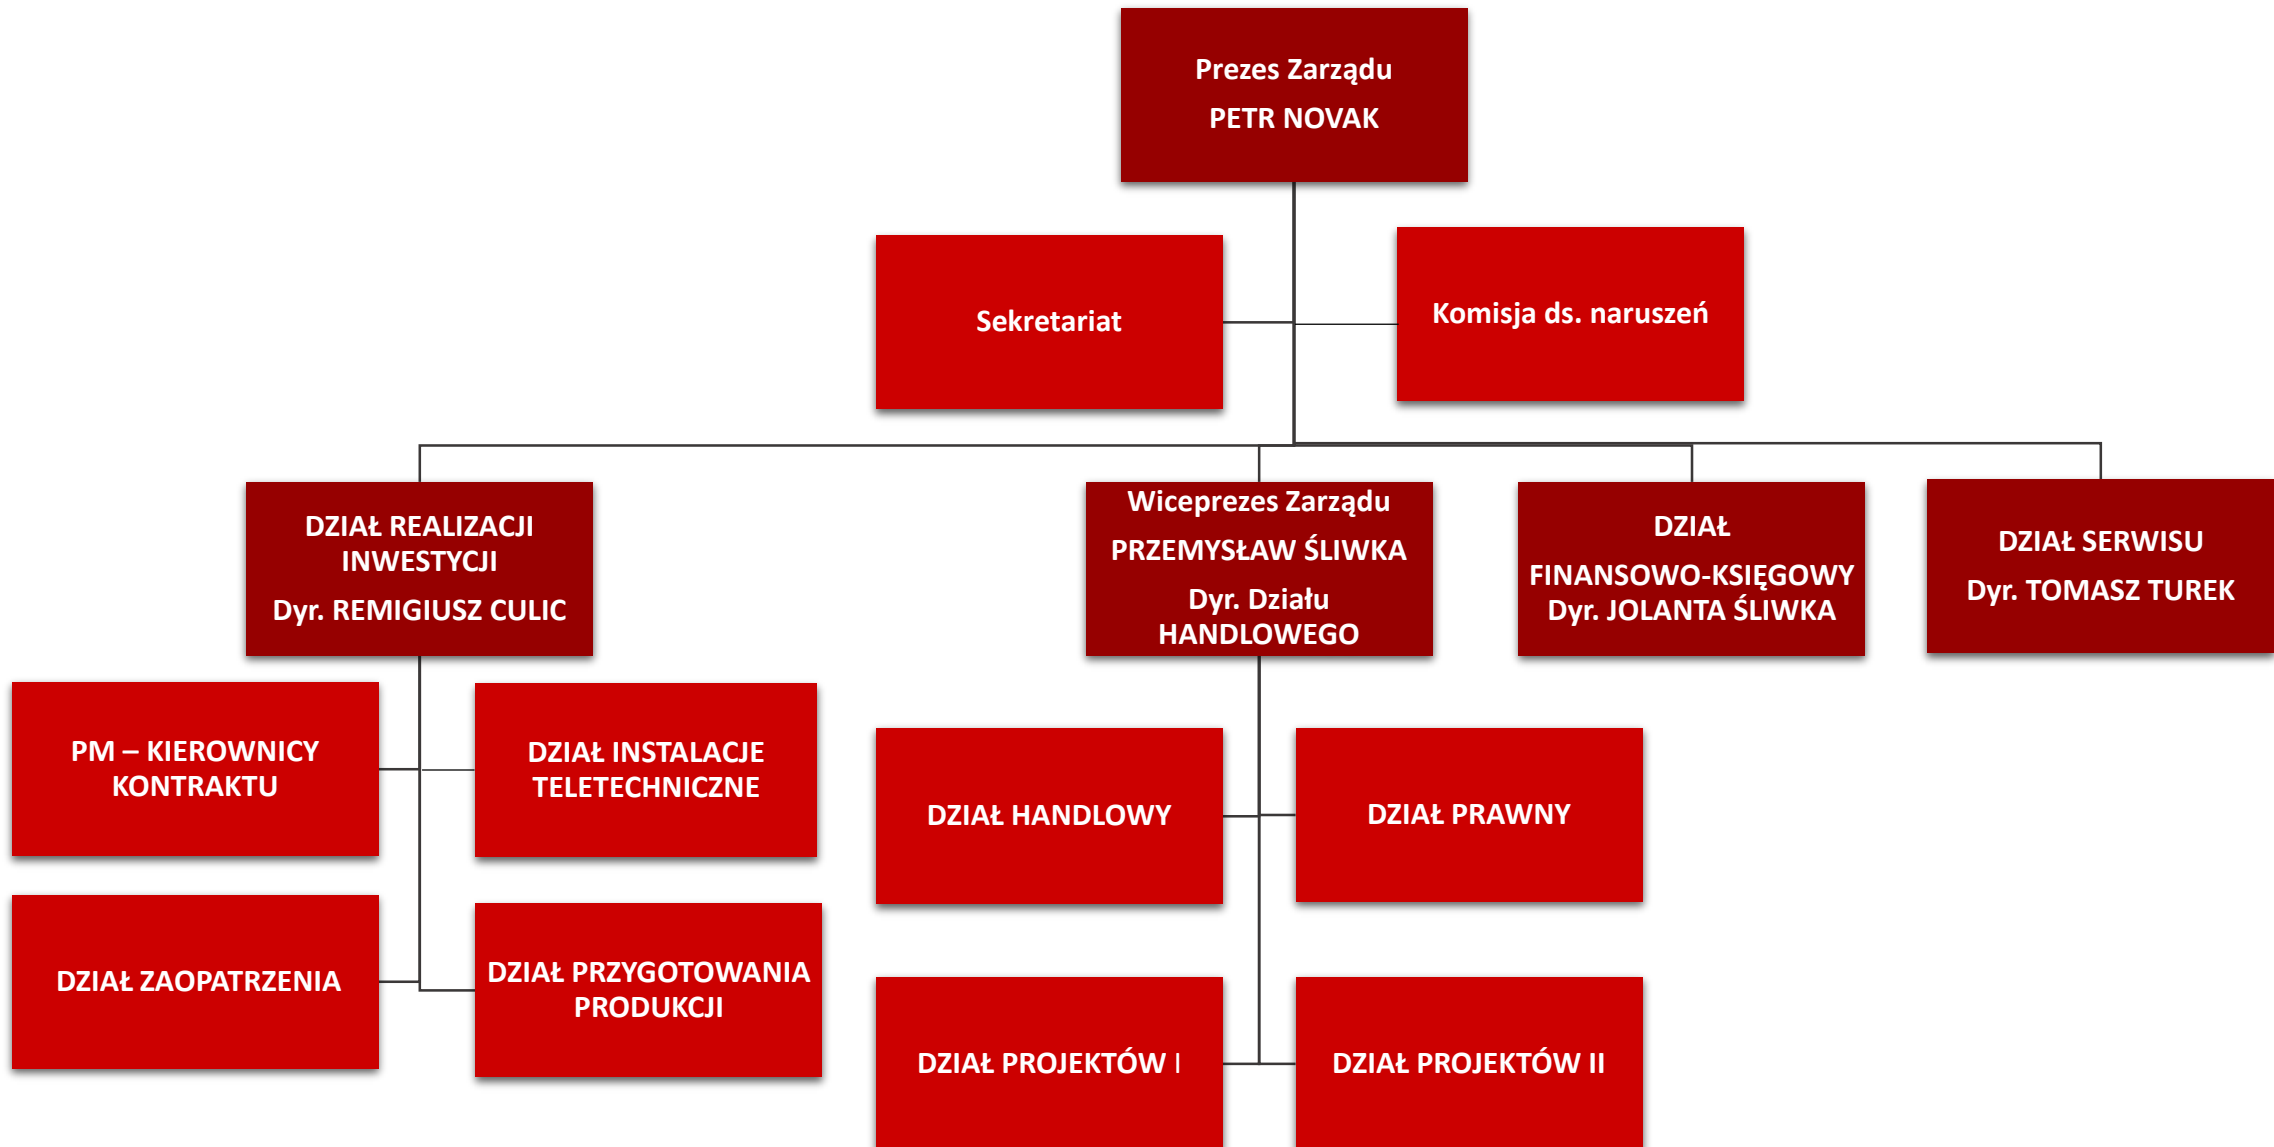 Prezes Zarządu
PETR NOVAK
Sekretariat
Komisja ds. naruszeń
DZIAŁ REALIZACJI
INWESTYCJI
Dyr. REMIGIUSZ CULIC
Wiceprezes Zarządu
PRZEMYSŁAW ŚLIWKA
Dyr. Działu
HANDLOWEGO
DZIAŁ
FINANSOWO-KSIĘGOWY
Dyr. JOLANTA ŚLIWKA
DZIAŁ SERWISU
Dyr. TOMASZ TUREK
PM – KIEROWNICY
KONTRAKTU
DZIAŁ INSTALACJE
TELETECHNICZNE
DZIAŁ HANDLOWY
DZIAŁ PRAWNY
DZIAŁ ZAOPATRZENIA
DZIAŁ PRZYGOTOWANIA
PRODUKCJI
DZIAŁ PROJEKTÓW I
DZIAŁ PROJEKTÓW II